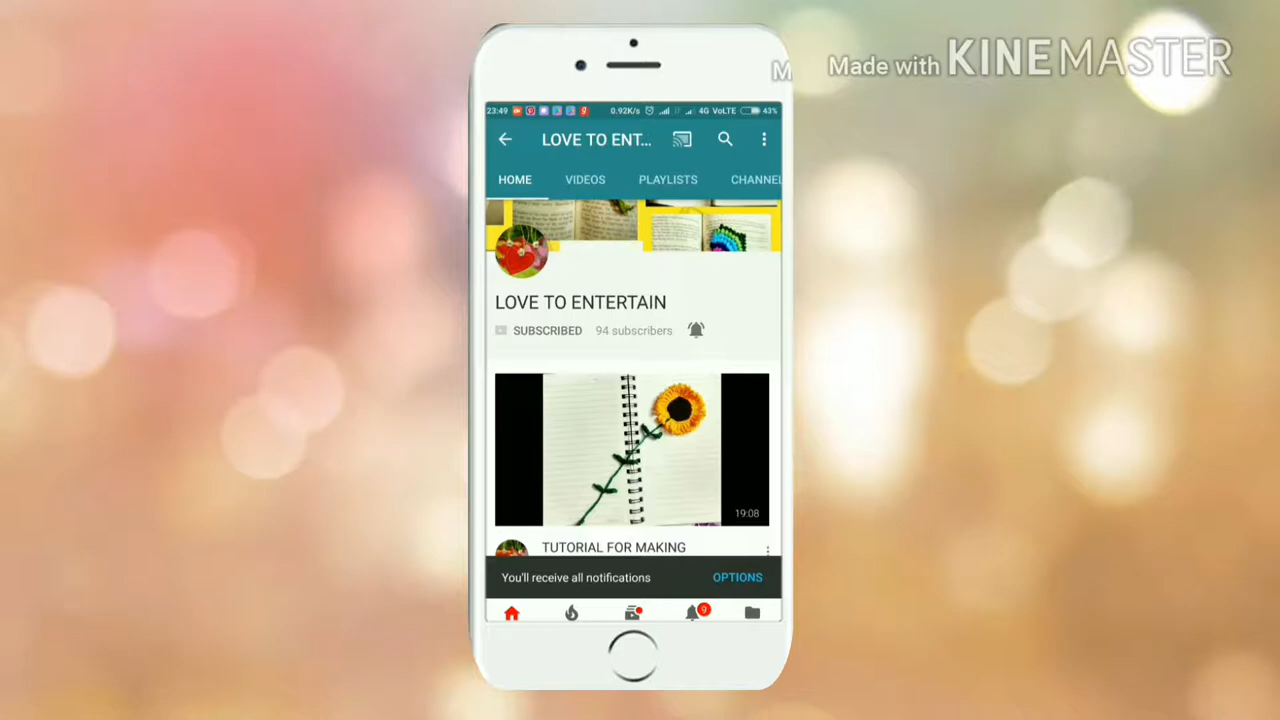 Made with KINEMASTER
M
23:49 0.92K/s 4G VoLTE 43%
LOVE TO ENT...
HOME VIDEOS PLAYLISTS CHANNEL
LOVE TO ENTERTAIN
SUBSCRIBED 94 subscribers
19:08
TUTORIAL FOR MAKING
You'll receive all notifications OPTIONS
9